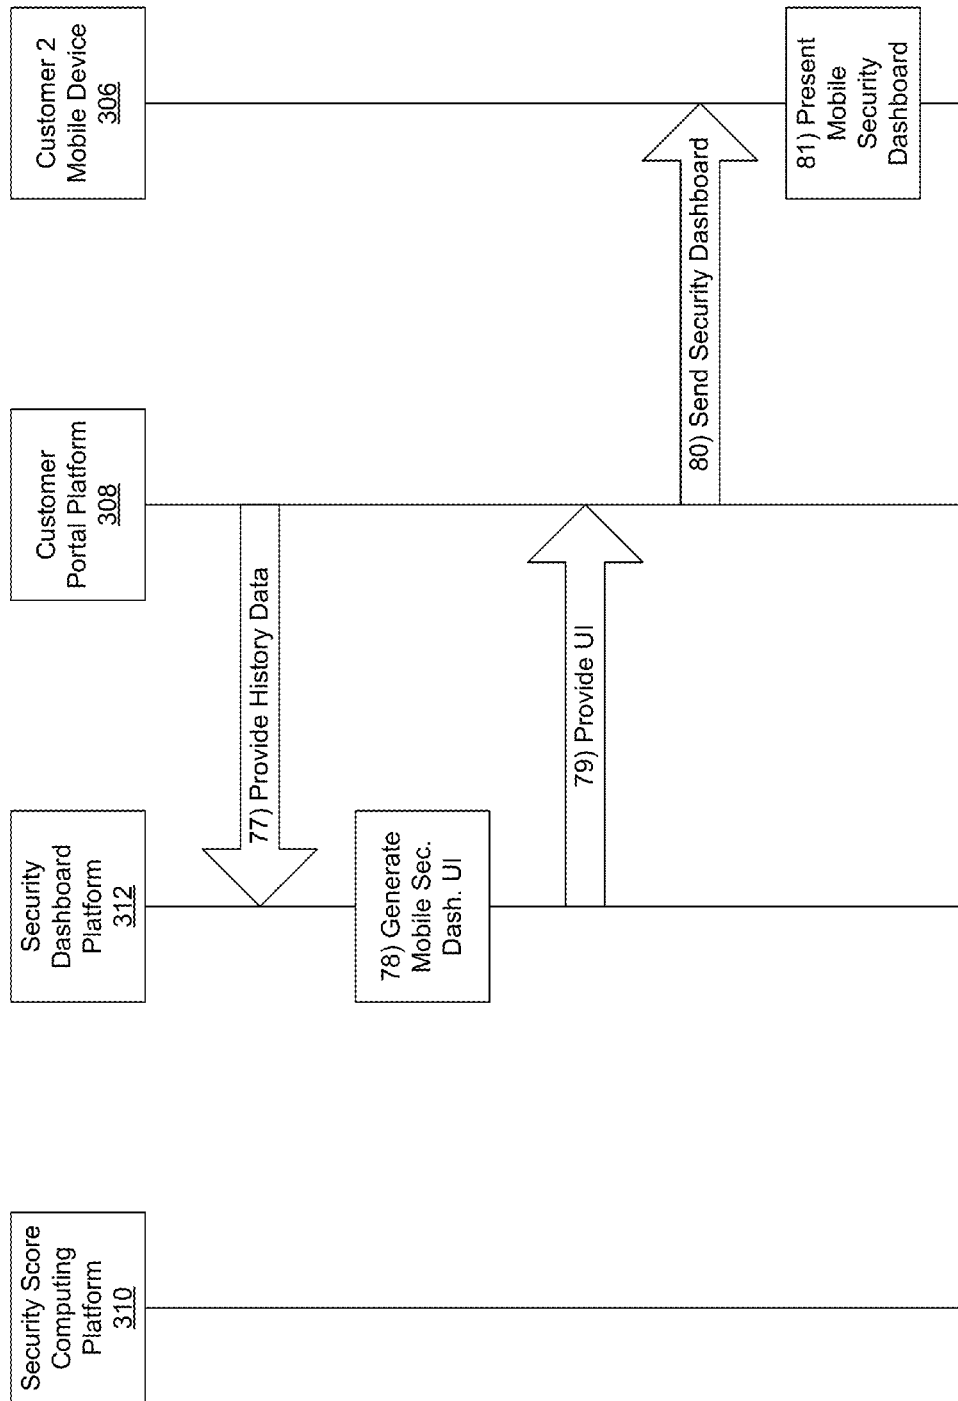 Security Score
Computing
Platform
310
Security
Dashboard
Platform
312
Customer
Portal Platform
308
Customer 2
Mobile Device
306
77) Provide History Data
78) Generate
Mobile Sec.
Dash. UI
79) Provide UI
80) Send Security Dashboard
81) Present
Mobile
Security
Dashboard